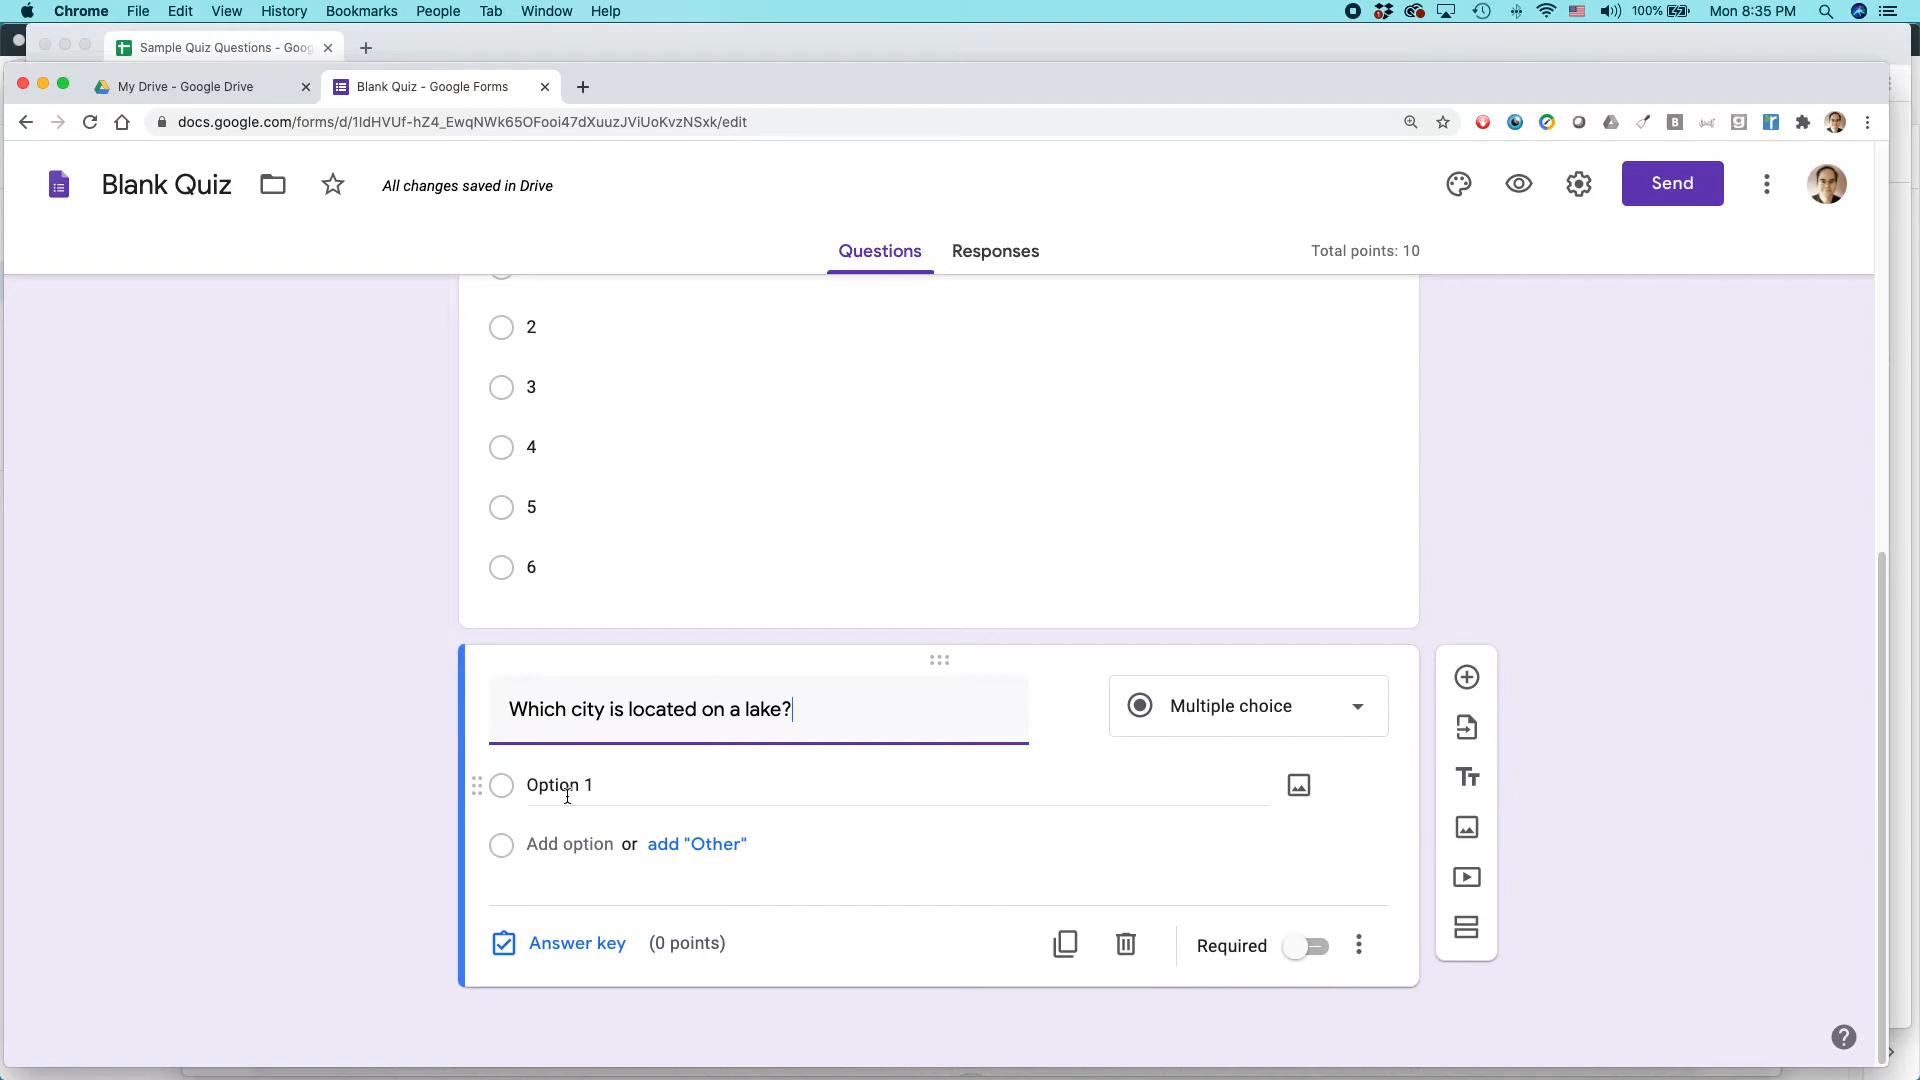 Chrome File Edit View History Bookmarks People Tab Window Help 100% Mon 8:35 PM
Sample Quiz Questions - Goog
My Drive - Google Drive
Blank Quiz - Google Forms
docs.google.com/forms/d/1IdHVUf-hZ4_EwqNWk65OFooi47dXuuzJViUoKvzNSxk/edit
Blank Quiz
All changes saved in Drive
Send
Questions
Responses
Total points: 10
2
3
4
5
6
Which city is located on a lake?
Multiple choice
Option 1
Add option or add "Other"
Answer key (0 points)
Required